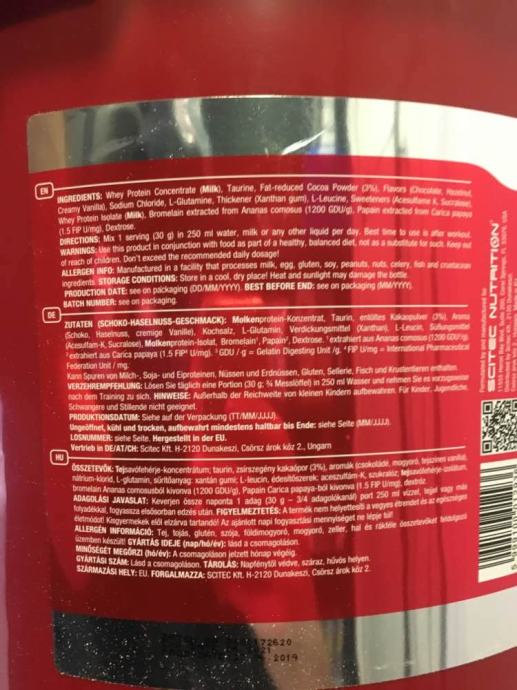 EN
INGREDIENTS: Whey Protein Concentrate (Milk), Taurine, Fat-reduced Cocoa Powder (3%), Flavors (Chocolate, Hazelnut,
Creamy Vanilla), Sodium Chloride, L-Glutamin, Thickener (Xanthan gum), L-Leucine, Sweeteners (Acesulfame K, Sucralose),
Whey Protein Isolate (Milk), Bromelain extracted from Ananas comosus (1200 GDU/g), Papain extracted from Carica papaya
(1.5 FIP U/mg), Dextrose.
DIRECTIONS: Mix 1 serving (30 g) in 250 ml water, milk or any other liquid per day. Best time to use is after workout.
WARNINGS: Use this product in conjunction with food as part of a healthy, balanced diet, not as a substitute for such. Keep out
of reach of children. Don't exceed the recommended daily dosage!
ALLERGEN INFO: Manufactured in a facility that processes milk, egg, gluten, soy, peanuts, nuts, celery, fish and crustacean
ingredients. STORAGE CONDITIONS: Store in a cool, dry place! Heat and sunlight may damage the bottle.
PRODUCTION DATE: see on packaging (DD/MM/YYYY). BEST BEFORE END: see on packaging (MM/YYYY).
BATCH NUMBER: see on packaging.
DE
ZUTATEN (SCHOKO-HASELNUSS-GESCHMACK): Molkenprotein-Konzentrat, Taurin, entöltes Kakaopulver (3%), Aroma
(Schoko, Haselnuss, cremige Vanille), Kochsalz, L-Glutamin, Verdickungsmittel (Xanthan), L-Leucin, Süßungsmittel
(Acesulfam-K, Sucralose), Molkenprotein-Isolat, Bromelain¹, Papain², Dextrose. ¹ extrahiert aus Ananas comosus (1200 GDU³/g).
² extrahiert aus Carica papaya (1.5 FIP⁴ U/mg). ³ GDU / g = Gelatin Digesting Unit /g. ⁴ FIP U/mg = International Pharmaceutical
Federation Unit / mg.
Kann Spuren von Milch-, Soja- und Eiproteinen, Nüssen und Erdnüssen, Gluten, Sellerie, Fisch und Krustentieren enthalten.
VERZEHREMPFEHLUNG: Lösen Sie täglich eine Portion (30 g; ¾ Messlöffel) in 250 ml Wasser und nehmen Sie es vorzugsweise
nach dem Training zu sich. HINWEISE: Außerhalb der Reichweite von kleinen Kindern aufbewahren. Für Kinder, Jugendliche,
Schwangere und Stillende nicht geeignet.
PRODUKTIONSDATUM: Siehe auf der Verpackung (TT/MM/JJJJ).
Ungeöffnet, kühl und trocken, aufbewahrt mindestens haltbar bis Ende: siehe Seite (MM/JJJJ).
LOSNUMMER: siehe Seite. Hergestellt in der EU.
Vertrieb in DE/AT/CH: Scitec Kft. H-2120 Dunakeszi, Csörsz árok köz 2., Ungarn
HU
ÖSSZETEVŐK: Tejsavófehérje-koncentrátum; taurin, zsírszegény kakaópor (3%), aromák (csokoládé, mogyoró, tejszínes vanília),
nátrium-klorid, L-glutamin, sűrítőanyag: xantán gumi; L-leucin, édesítőszerek: aceszulfám-K, szukralóz; tejsavófehérje-izolátum,
bromelain Ananas comosusból kivonva (1200 GDU/g), Papain Carica papaya-ból kivonva (1.5 FIP U/mg), dextróz.
ADAGOLÁSI JAVASLAT: Keverjen össze naponta 1 adag (30 g – 3/4 adagolókanál) port 250 ml vízzel, tejjel vagy más
folyadékkal, fogyassza elsősorban edzés után. FIGYELMEZTETÉS: A termék nem helyettesíti a vegyes étrendet és az egészséges
életmódot! Kisgyermekek elől elzárva tartandó! Az ajánlott napi fogyasztási mennyiséget ne lépje túl!
ALLERGÉN INFORMÁCIÓ: Tej, tojás, glutén, szója, földimogyoró, mogyoró, zeller, hal és rákféle összetevőket feldolgozó
üzemben készült! GYÁRTÁS IDEJE (nap/hó/év): lásd a csomagoláson.
MINŐSÉGÉT MEGŐRZI (hó/év): A csomagoláson jelzett hónap végéig.
GYÁRTÁSI SZÁM: Lásd a csomagoláson. TÁROLÁS: Napfénytől védve, száraz, hűvös helyen.
SZÁRMAZÁSI HELY: EU. FORGALMAZZA: SCITEC Kft. H-2120 Dunakeszi, Csörsz árok köz 2.
Formulated by and manufactured for
SCITEC NUTRITION
72620
21
2019